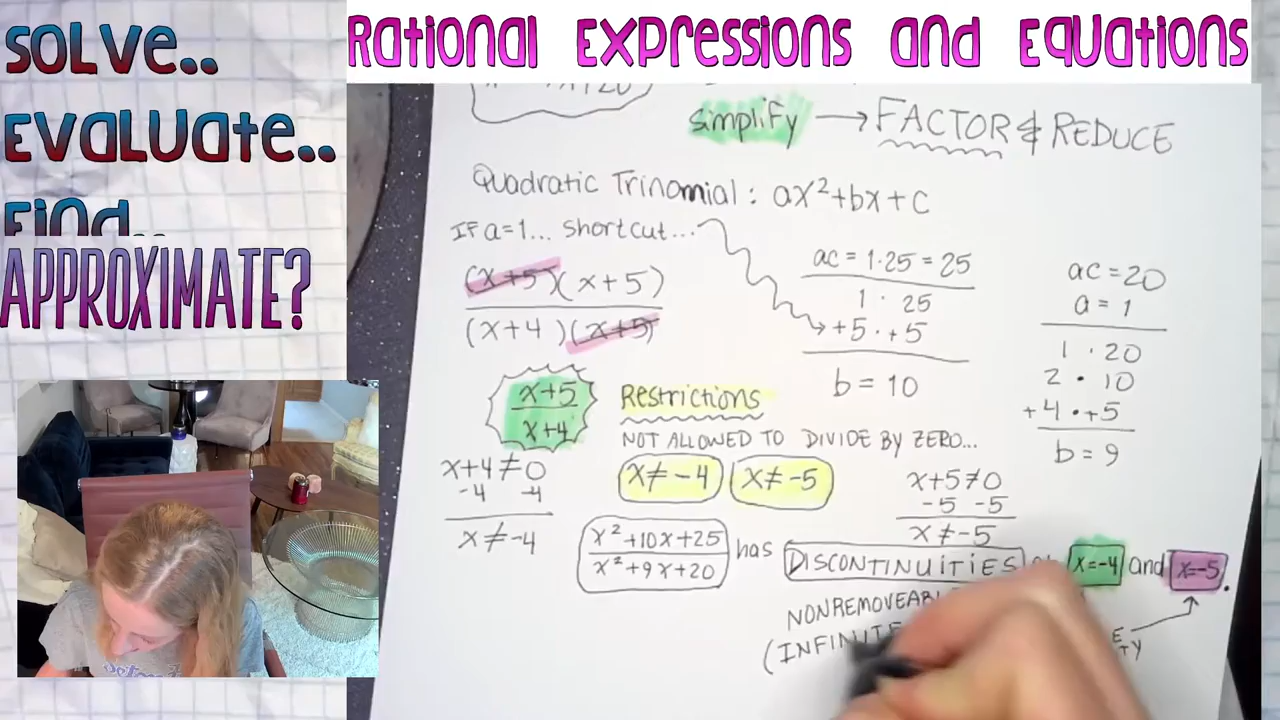 Solve..
Evaluate..
Find..
APPROXIMATE?
Rational Expressions and Equations
simplify → FACTOR & REDUCE
Quadratic Trinomial: ax²+bx+c
IF a=1... shortcut...
(x+5)(x+5)
(x+4)(x+5)
ac = 1·25 = 25
1 · 25
+5 · +5
b = 10
ac = 20
a = 1
1 · 20
2 · 10
+4 · +5
b = 9
x+5
x+4
Restrictions
NOT ALLOWED TO DIVIDE BY ZERO...
x≠-4 x≠-5
x+4≠0
-4 -4
x≠-4
x+5≠0
-5 -5
x≠-5
x²+10x+25
x²+9x+20
has DISCONTINUITIES x=-4 and x=-5.